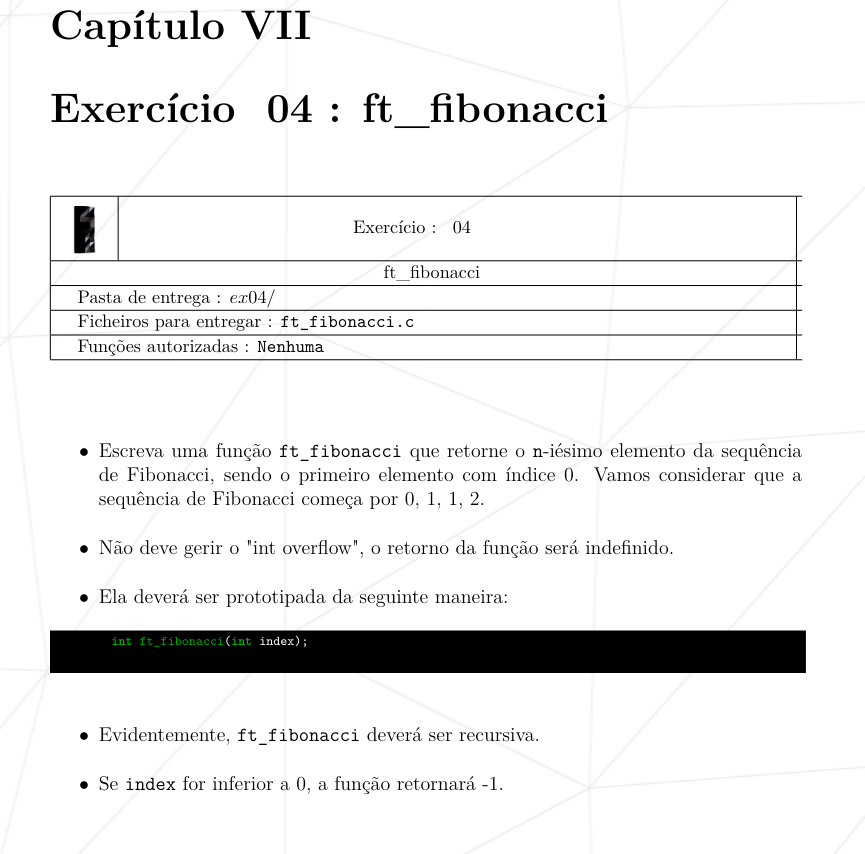 Capítulo VII
Exercício 04 : ft_fibonacci
Exercício : 04
ft_fibonacci
Pasta de entrega : ex04/
Ficheiros para entregar : ft_fibonacci.c
Funções autorizadas : Nenhuma
• Escreva uma função ft_fibonacci que retorne o n-iésimo elemento da sequência
de Fibonacci, sendo o primeiro elemento com índice 0. Vamos considerar que a
sequência de Fibonacci começa por 0, 1, 1, 2.
• Não deve gerir o "int overflow", o retorno da função será indefinido.
• Ela deverá ser prototipada da seguinte maneira:
int ft_fibonacci(int index);
• Evidentemente, ft_fibonacci deverá ser recursiva.
• Se index for inferior a 0, a função retornará -1.